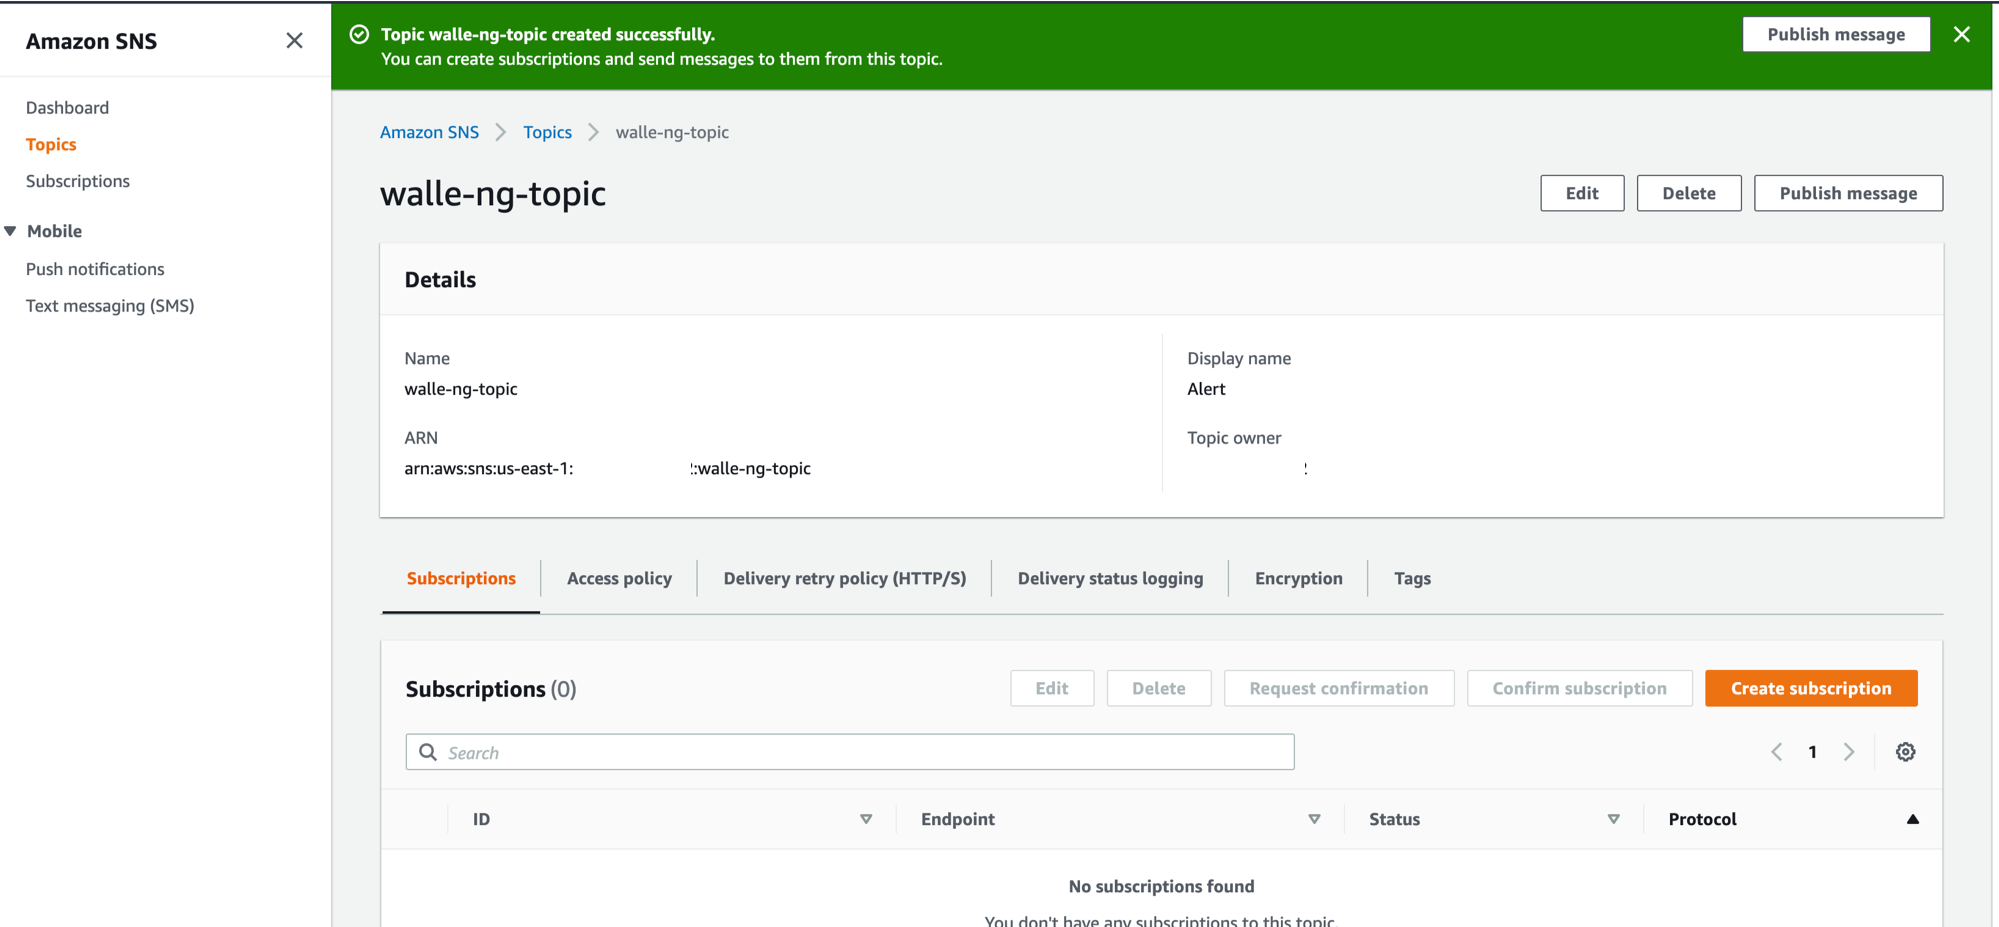 Amazon SNS
Dashboard
Topics
Subscriptions
Mobile
Push notifications
Text messaging (SMS)
Topic walle-ng-topic created successfully.
You can create subscriptions and send messages to them from this topic.
Publish message
Amazon SNS > Topics > walle-ng-topic
walle-ng-topic
Edit Delete Publish message
Details
Name
walle-ng-topic
ARN
arn:aws:sns:us-east-1: :walle-ng-topic
Display name
Alert
Topic owner
Subscriptions Access policy Delivery retry policy (HTTP/S) Delivery status logging Encryption Tags
Subscriptions (0)
Edit Delete Request confirmation Confirm subscription Create subscription
Search
1
ID Endpoint Status Protocol
No subscriptions found
You don't have any subscriptions to this topic.